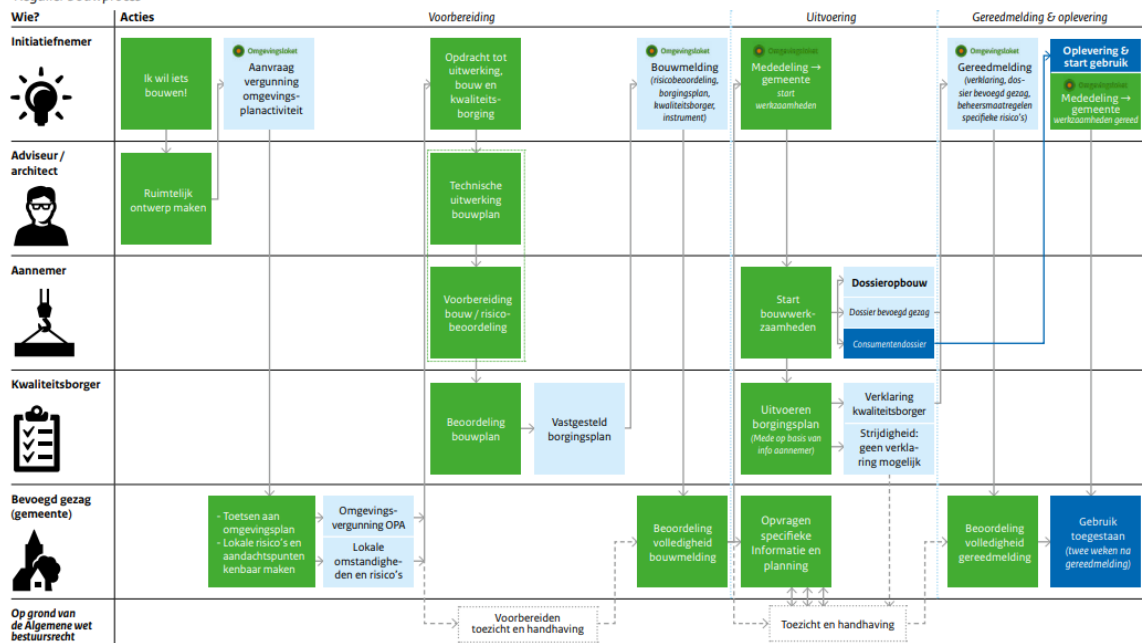 Wie?
Acties
Voorbereiding
Uitvoering
Gereedmelding & oplevering
Initiatiefnemer
Ik wil iets
bouwen!
Omgevingsloket
Aanvraag
vergunning
omgevings-
planactiviteit
Opdracht tot
uitwerking,
bouw en
kwaliteits-
borging
Omgevingsloket
Bouwmelding
(risicobeoordeling,
borgingsplan,
kwaliteitsborger,
instrument)
Omgevingsloket
Mededeling →
gemeente
start
werkzaamheden
Omgevingsloket
Gereedmelding
(verklaring, dos-
sier bevoegd gezag,
beheersmaatregelen
specifieke risico's)
Oplevering &
start gebruik
Omgevingsloket
Mededeling →
gemeente
werkzaamheden gereed
Adviseur /
architect
Ruimtelijk
ontwerp maken
Technische
uitwerking
bouwplan
Aannemer
Voorbereiding
bouw / risico-
beoordeling
Start
bouwwerk-
zaamheden
Dossieropbouw
Dossier bevoegd gezag
Consumentendossier
Kwaliteitsborger
Beoordeling
bouwplan
Vastgesteld
borgingsplan
Uitvoeren
borgingsplan
(Mede op basis van
info aannemer)
Verklaring
kwaliteitsborger
Strijdigheid:
geen verkla-
ring mogelijk
Bevoegd gezag
(gemeente)
- Toetsen aan
omgevingsplan
- Lokale risico's en
aandachtspunten
kenbaar maken
Omgevings-
vergunning OPA
Lokale
omstandighe-
den en risico's
Beoordeling
volledigheid
bouwmelding
Opvragen
specifieke
Informatie en
planning
Beoordeling
volledigheid
gereedmelding
Gebruik
toegestaan
(twee weken na
gereedmelding)
Op grond van
de Algemene wet
bestuursrecht
Voorbereiden
toezicht en handhaving
Toezicht en handhaving